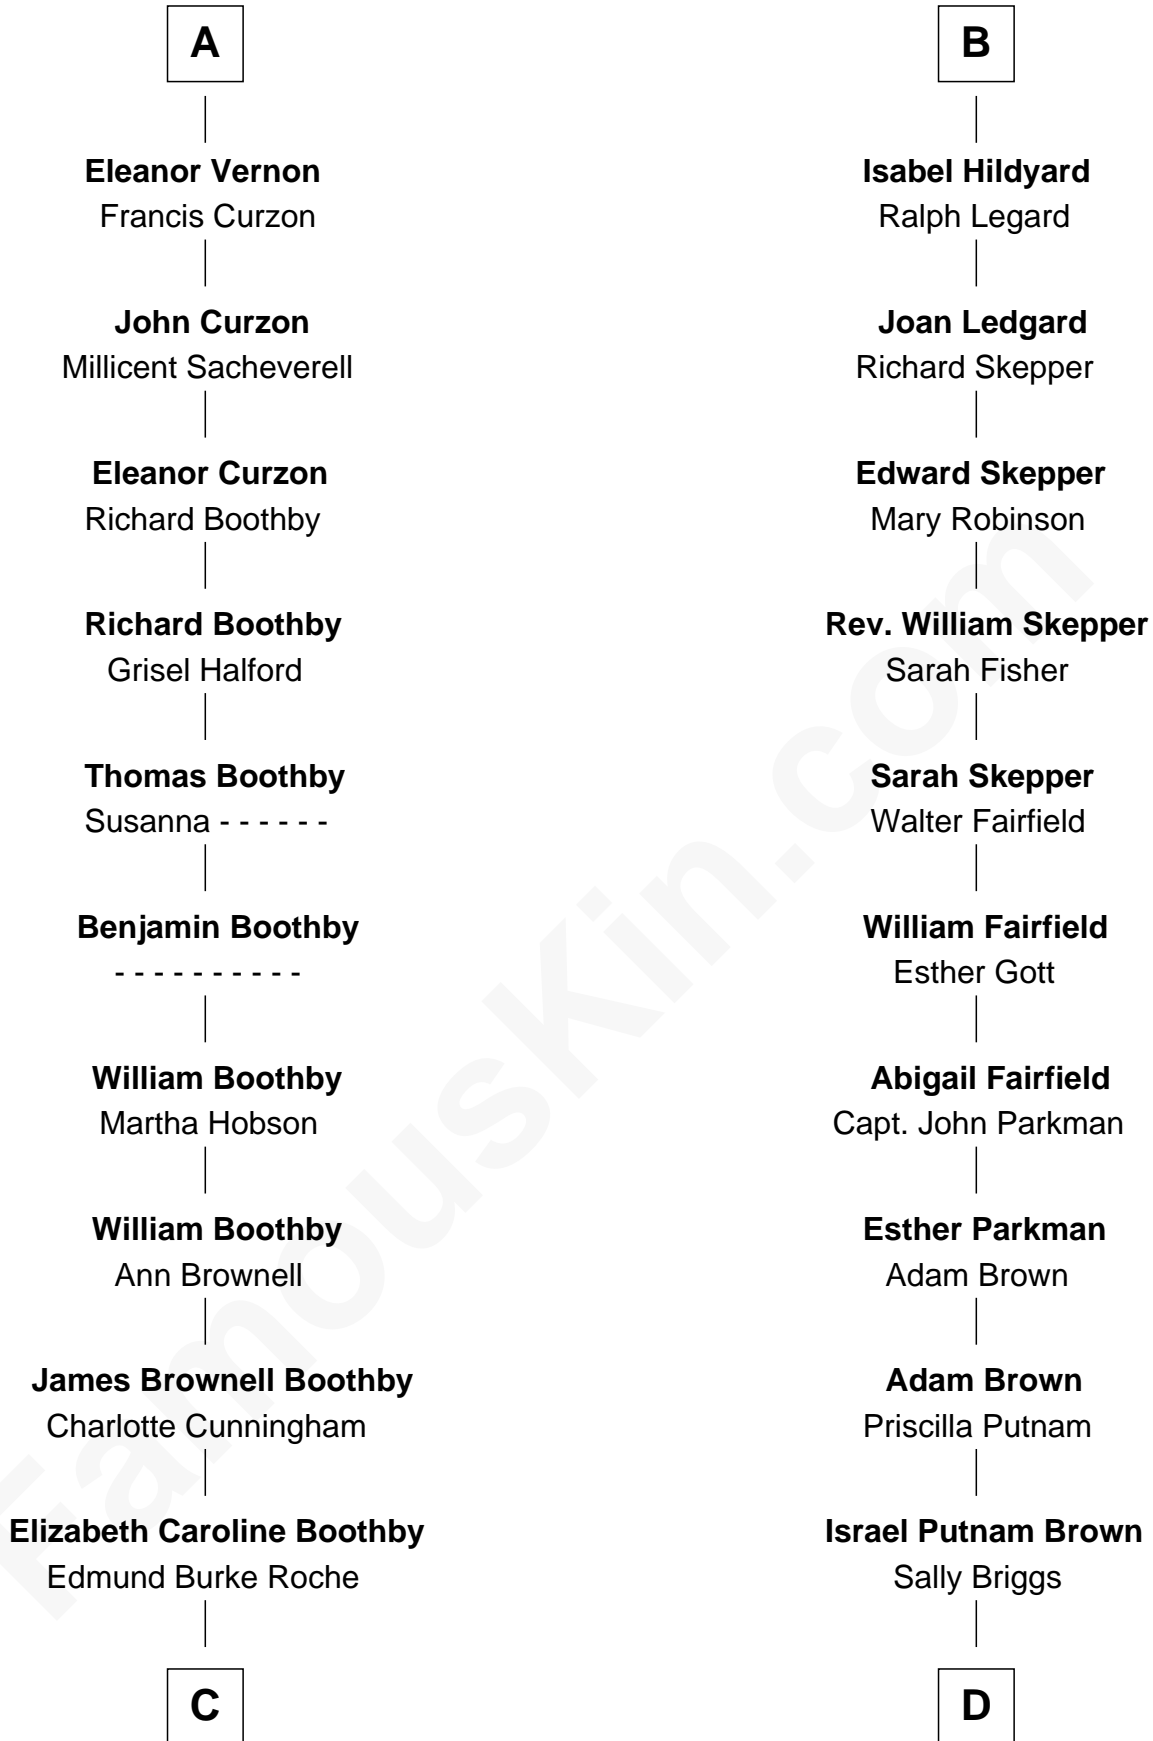 A
Eleanor Vernon
Francis Curzon
John Curzon
Millicent Sacheverell
Eleanor Curzon
Richard Boothby
Richard Boothby
Grisel Halford
Thomas Boothby
Susanna - - - - - -
Benjamin Boothby
- - - - - - - - - -
William Boothby
Martha Hobson
William Boothby
Ann Brownell
James Brownell Boothby
Charlotte Cunningham
Elizabeth Caroline Boothby
Edmund Burke Roche
C
B
Isabel Hildyard
Ralph Legard
Joan Ledgard
Richard Skepper
Edward Skepper
Mary Robinson
Rev. William Skepper
Sarah Fisher
Sarah Skepper
Walter Fairfield
William Fairfield
Esther Gott
Abigail Fairfield
Capt. John Parkman
Esther Parkman
Adam Brown
Adam Brown
Priscilla Putnam
Israel Putnam Brown
Sally Briggs
D
FamousKin.com